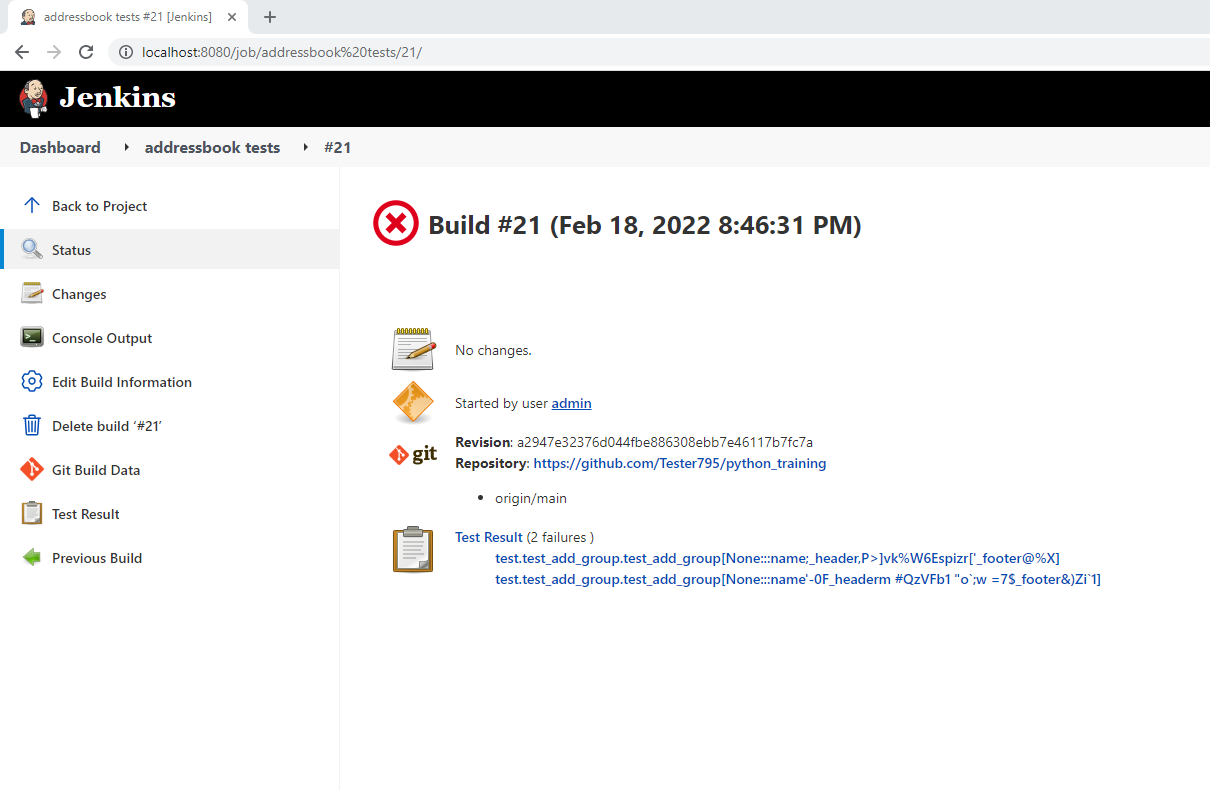 addressbook tests #21 [Jenkins]
localhost:8080/job/addressbook%20tests/21/
Jenkins
Dashboard addressbook tests #21
Back to Project
Status
Changes
Console Output
Edit Build Information
Delete build ‘#21’
Git Build Data
Test Result
Previous Build
Build #21 (Feb 18, 2022 8:46:31 PM)
No changes.
Started by user admin
git
Revision: a2947e32376d044fbe886308ebb7e46117b7fc7a
Repository: https://github.com/Tester795/python_training
origin/main
Test Result (2 failures )
test.test_add_group.test_add_group[None:::name;_header,P>]vk%W6Espizr['_footer@%X]
test.test_add_group.test_add_group[None:::name'-0F_headerm #QzVFb1 "o`;w =7$_footer&)Zi`1]